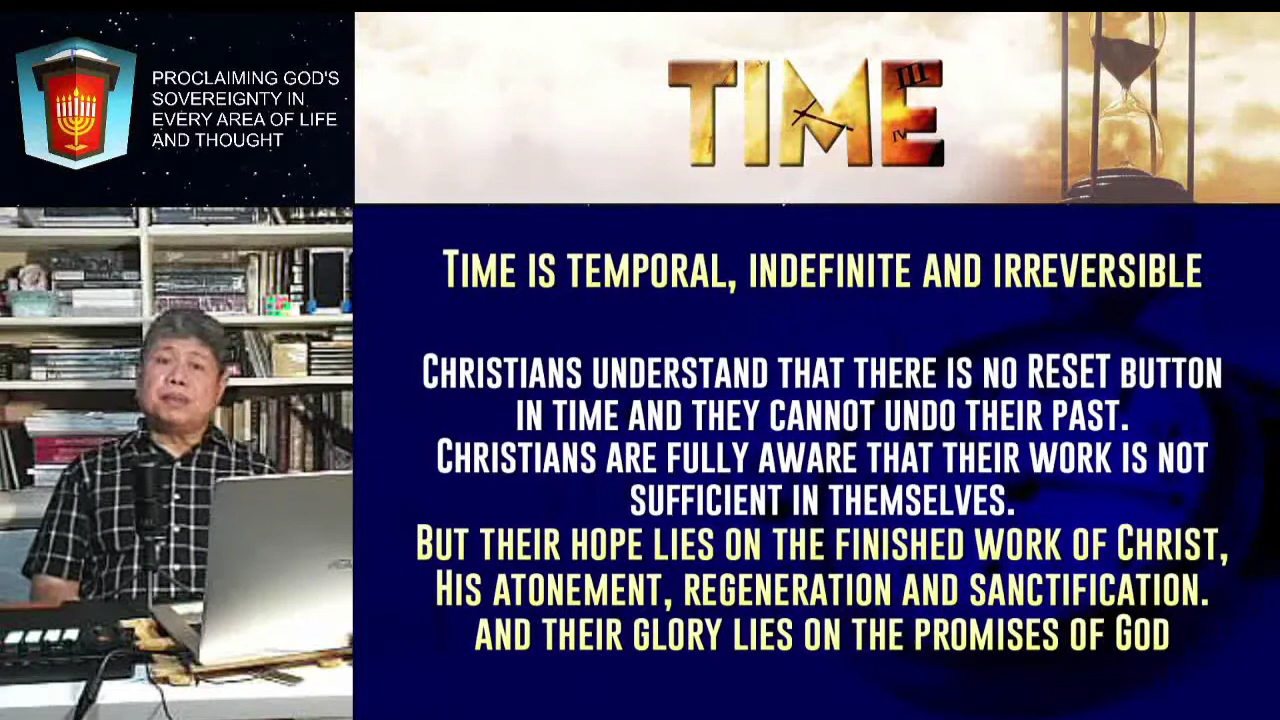 PROCLAIMING GOD'S
SOVEREIGNTY IN
EVERY AREA OF LIFE
AND THOUGHT
TIME
III
IV
TIME IS TEMPORAL, INDEFINITE AND IRREVERSIBLE
CHRISTIANS UNDERSTAND THAT THERE IS NO RESET BUTTON
IN TIME AND THEY CANNOT UNDO THEIR PAST.
CHRISTIANS ARE FULLY AWARE THAT THEIR WORK IS NOT
SUFFICIENT IN THEMSELVES.
BUT THEIR HOPE LIES ON THE FINISHED WORK OF CHRIST,
HIS ATONEMENT, REGENERATION AND SANCTIFICATION.
AND THEIR GLORY LIES ON THE PROMISES OF GOD